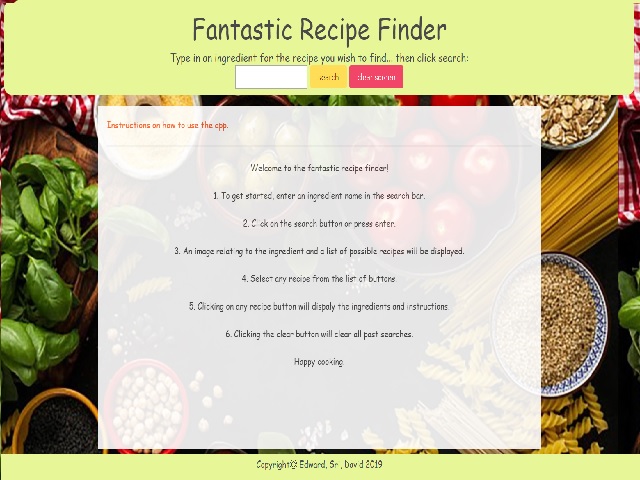 Fantastic Recipe Finder
Type in an ingredient for the recipe you wish to find... then click search:
search clear screen
Instructions on how to use the app.
Welcome to the fantastic recipe finder!
1. To get started, enter an ingredient name in the search bar.
2. Click on the search button or press enter.
3. An image relating to the ingredient and a list of possible recipes will be displayed.
4. Select any recipe from the list of buttons.
5. Clicking on any recipe button will dispaly the ingredients and instructions.
6. Clicking the clear button will clear all past searches.
Happy cooking.
Copyright@ Edward, Sri, David 2019